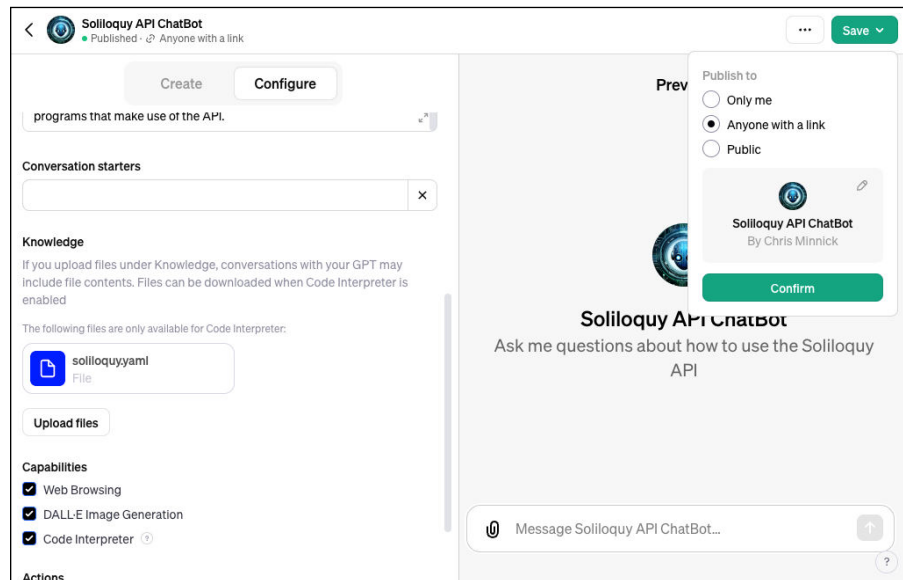 Soliloquy API ChatBot
Published · Anyone with a link
...
Save
Create
Configure
programs that make use of the API.
Conversation starters
Knowledge
If you upload files under Knowledge, conversations with your GPT may
include file contents. Files can be downloaded when Code Interpreter is
enabled
The following files are only available for Code Interpreter:
soliloquy.yaml
File
Upload files
Capabilities
Web Browsing
DALL·E Image Generation
Code Interpreter ?
Actions
Prev
Publish to
Only me
Anyone with a link
Public
Soliloquy API ChatBot
By Chris Minnick
Confirm
Soliloquy API ChatBot
Ask me questions about how to use the Soliloquy
API
Message Soliloquy API ChatBot...
?